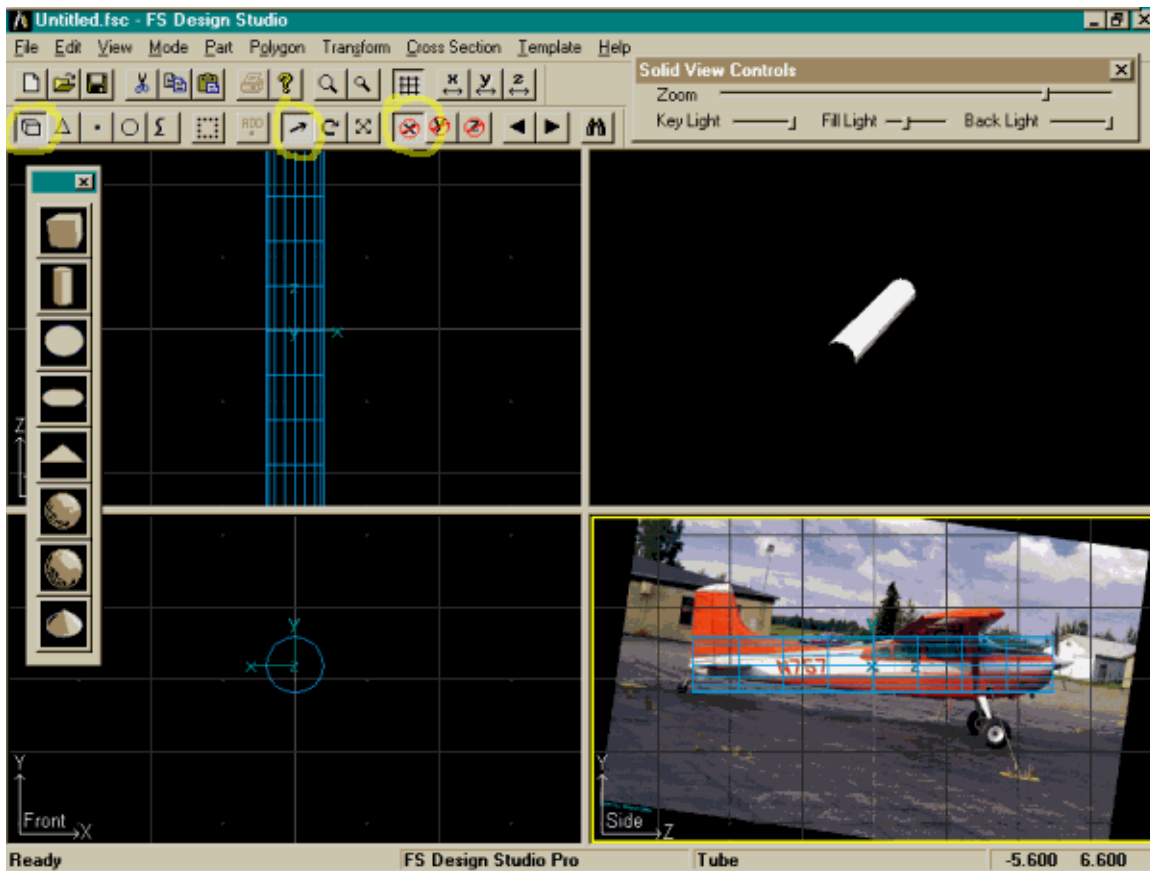 Untitled.fsc - FS Design Studio
File Edit View Mode Part Polygon Transform Cross Section Template Help
Solid View Controls
Zoom
Key Light Fill Light Back Light
x y z
ADD
x y z
z
y x
Z
y
x z
Y
Front X
Y
x z
N767
Y
Side Z
Ready FS Design Studio Pro Tube -5.600 6.600